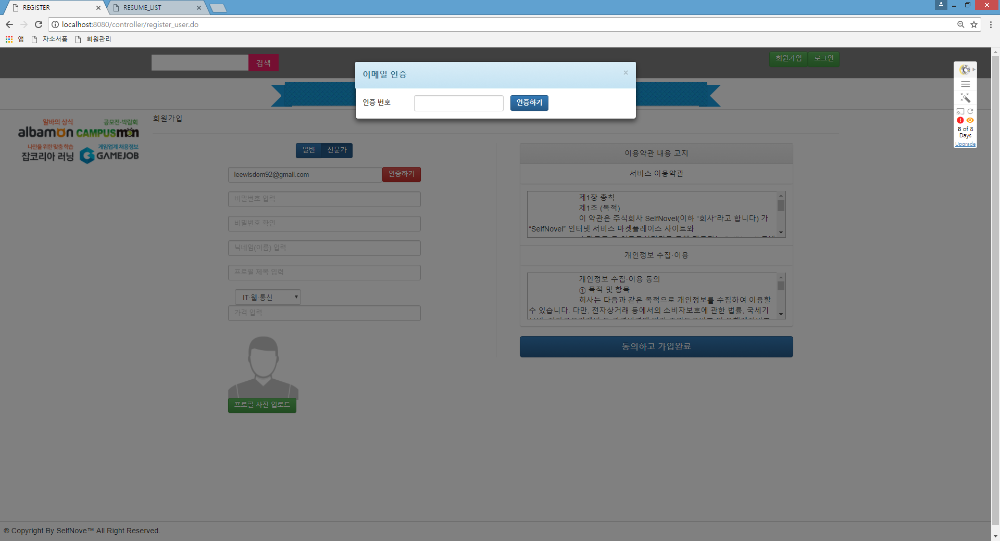 REGISTER
RESUME_LIST
localhost:8080/controller/register_user.do
앱
자소서폼
회원관리
검색
회원가입
로그인
이메일 인증
×
인증 번호
인증하기
8 of 8
Days
Upgrade
알바의 상식
albamon
공모전·박람회
CAMPUSmon
나만을 위한 맞춤 학습
잡코리아 러닝
게임업계 채용정보
GAMEJOB
회원가입
일반
전문가
leewisdom92@gmail.com
인증하기
비밀번호 입력
비밀번호 확인
닉네임(이름) 입력
프로필 제목 입력
IT·웹·통신
가격 입력
프로필 사진 업로드
이용약관 내용 고지
서비스 이용약관
제1장 총칙
제1조 (목적)
이 약관은 주식회사 SelfNovel(이하 “회사”라고 합니다) 가
“SelfNovel” 인터넷 서비스 마켓플레이스 사이트와
개인정보 수집·이용
개인정보 수집·이용 동의
① 목적 및 항목
회사는 다음과 같은 목적으로 개인정보를 수집하여 이용할
수 있습니다. 다만, 전자상거래 등에서의 소비자보호에 관한 법률, 국세기
동의하고 가입완료
® Copyright By SelfNove™ All Right Reserved.